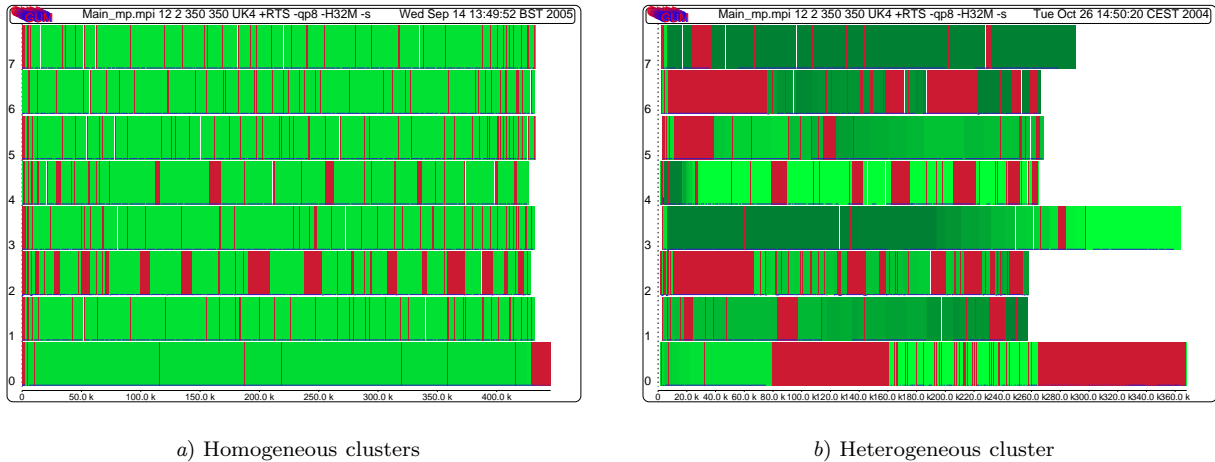 GUM Main_mp.mpi 12 2 350 350 UK4 +RTS -qp8 -H32M -s Wed Sep 14 13:49:52 BST 2005
7
6
5
4
3
2
1
0
0 50.0 k 100.0 k 150.0 k 200.0 k 250.0 k 300.0 k 350.0 k 400.0 k
a) Homogeneous clusters
GUM Main_mp.mpi 12 2 350 350 UK4 +RTS -qp8 -H32M -s Tue Oct 26 14:50:20 CEST 2004
7
6
5
4
3
2
1
0
0 20.0 k 40.0 k 60.0 k 80.0 k 100.0 k 120.0 k 140.0 k 160.0 k 180.0 k 200.0 k 220.0 k 240.0 k 260.0 k 280.0 k 300.0 k 320.0 k 340.0 k 360.0 k
b) Heterogeneous cluster